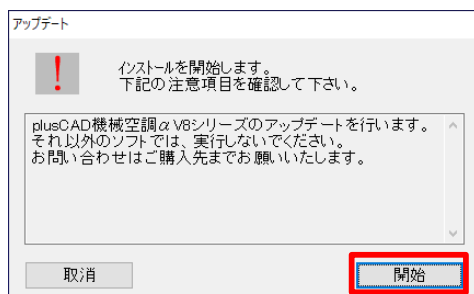 アップデート
!
インストールを開始します。
下記の注意項目を確認して下さい。
plusCAD機械空調αV8シリーズのアップデートを行います。
それ以外のソフトでは、実行しないでください。
お問い合わせはご購入先までお願いいたします。
取消
開始